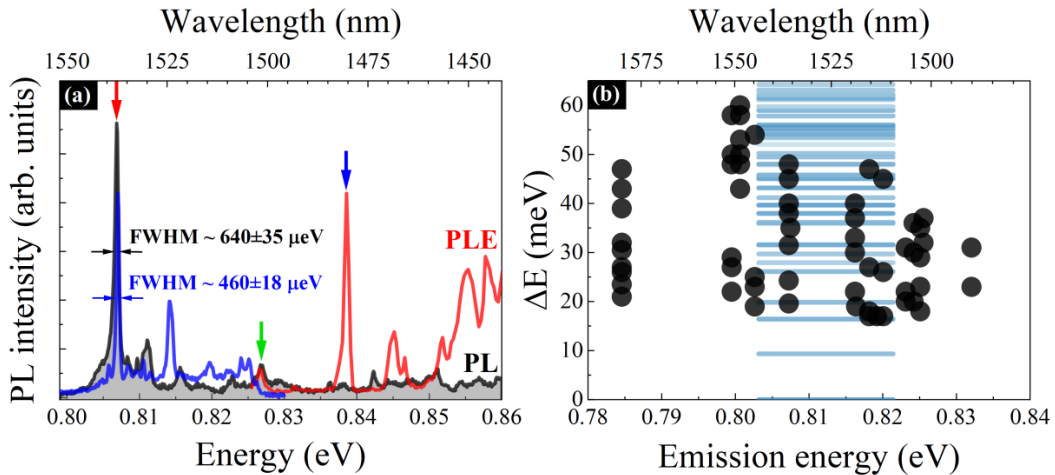 Wavelength (nm)
1550 1525 1500 1475 1450
(a)
PL intensity (arb. units)
FWHM ~ 640±35 μeV
FWHM ~ 460±18 μeV
PLE
PL
0.80 0.81 0.82 0.83 0.84 0.85 0.86
Energy (eV)
Wavelength (nm)
1575 1550 1525 1500
(b)
ΔE (meV)
60
50
40
30
20
10
0
0.78 0.79 0.80 0.81 0.82 0.83 0.84
Emission energy (eV)